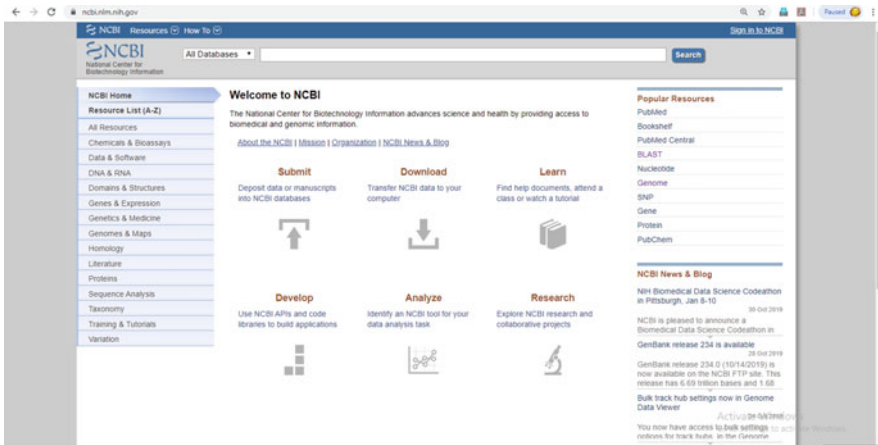 ncbi.nlm.nih.gov
Paused
NCBI Resources How To
Sign in to NCBI
NCBI
National Center for
Biotechnology Information
All Databases
Search
NCBI Home
Resource List (A-Z)
All Resources
Chemicals & Bioassays
Data & Software
DNA & RNA
Domains & Structures
Genes & Expression
Genetics & Medicine
Genomes & Maps
Homology
Literature
Proteins
Sequence Analysis
Taxonomy
Training & Tutorials
Variation
Welcome to NCBI
The National Center for Biotechnology Information advances science and health by providing access to
biomedical and genomic information.
About the NCBI | Mission | Organization | NCBI News & Blog
Submit
Deposit data or manuscripts
into NCBI databases
Download
Transfer NCBI data to your
computer
Learn
Find help documents, attend a
class or watch a tutorial
Develop
Use NCBI APIs and code
libraries to build applications
Analyze
Identify an NCBI tool for your
data analysis task
Research
Explore NCBI research and
collaborative projects
Popular Resources
PubMed
Bookshelf
PubMed Central
BLAST
Nucleotide
Genome
SNP
Gene
Protein
PubChem
NCBI News & Blog
NIH Biomedical Data Science Codeathon
in Pittsburgh, Jan 8-10
30 Oct 2019
NCBI is pleased to announce a
Biomedical Data Science Codeathon in
GenBank release 234 is available
28 Oct 2019
GenBank release 234.0 (10/14/2019) is
now available on the NCBI FTP site. This
release has 6.69 trillion bases and 1.68
Bulk track hub settings now in Genome
Data Viewer
Activate Windows
You now have access to bulk settings
options for track hubs in the Genome